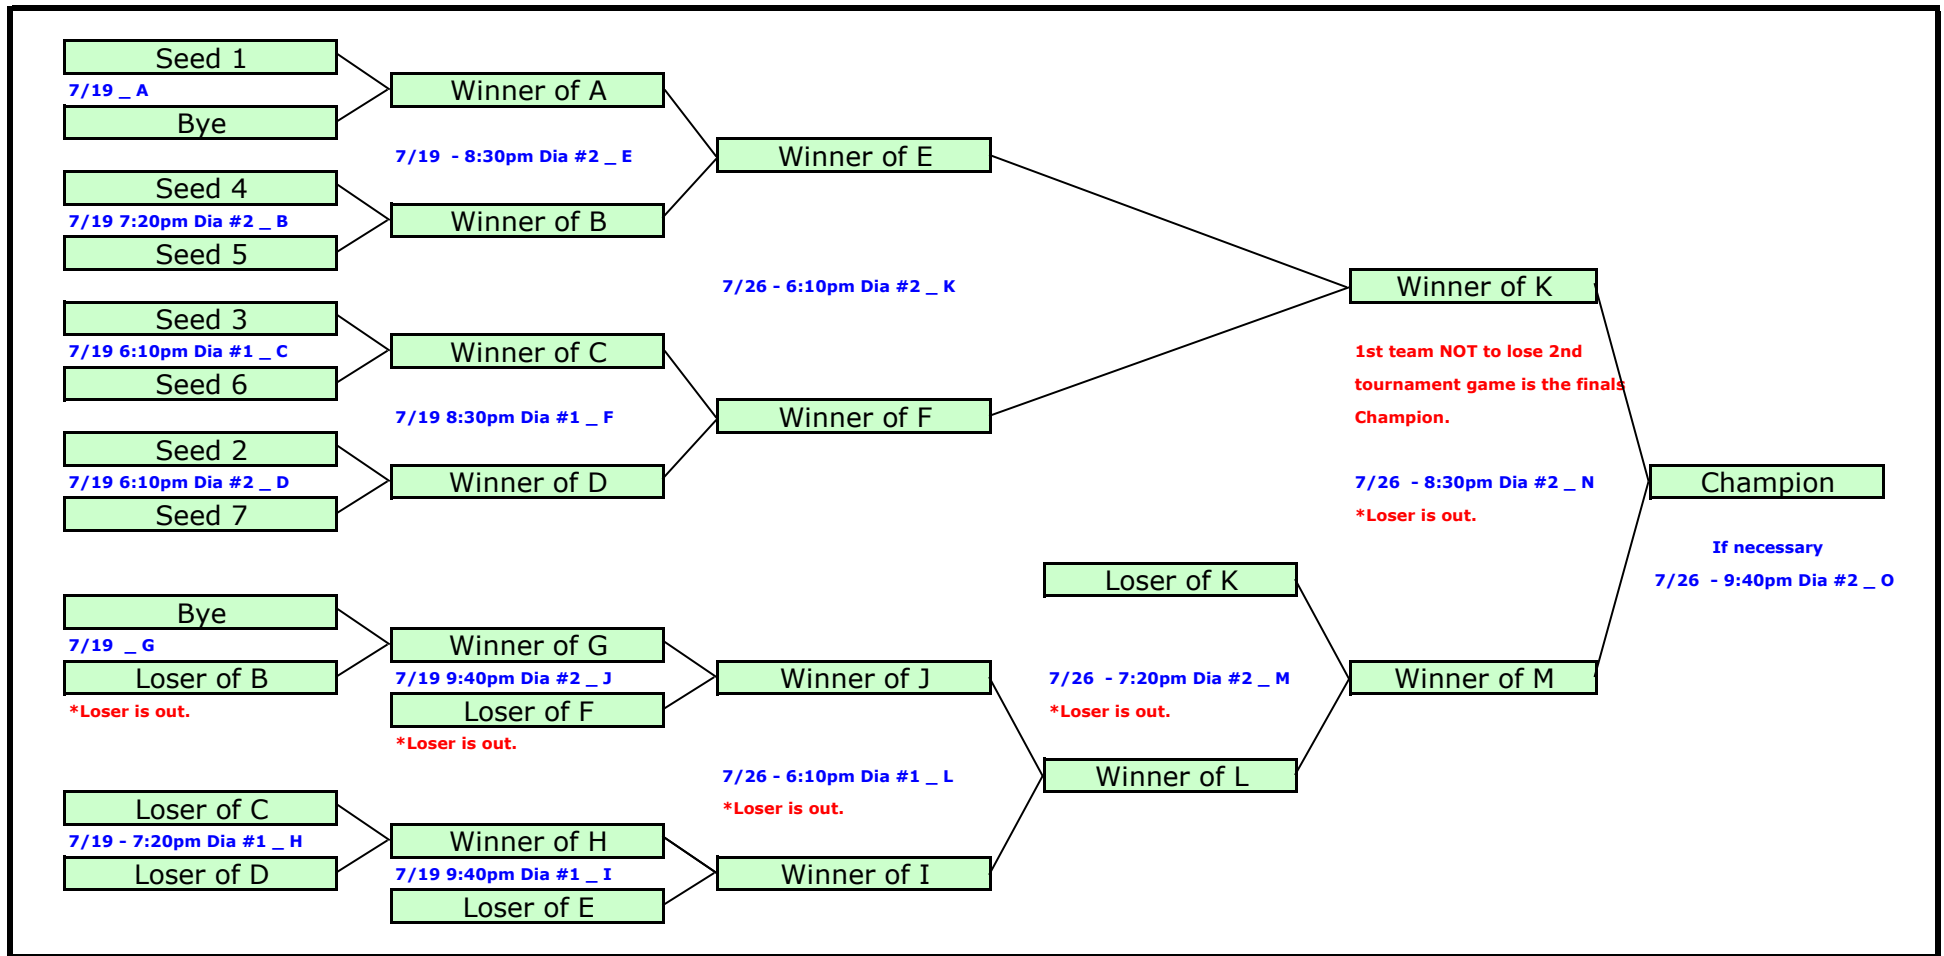 Seed 1
7/19 _ A
Bye
Winner of A
7/19  - 8:30pm Dia #2 _ E
Winner of E
Seed 4
7/19 7:20pm Dia #2 _ B
Seed 5
Winner of B
7/26 - 6:10pm Dia #2 _ K
Winner of K
Seed 3
7/19 6:10pm Dia #1 _ C
Seed 6
Winner of C
7/19 8:30pm Dia #1 _ F
Winner of F
1st team NOT to lose 2nd
tournament game is the finals
Champion.
Seed 2
7/19 6:10pm Dia #2 _ D
Seed 7
Winner of D
7/26  - 8:30pm Dia #2 _ N
*Loser is out.
Champion
If necessary
7/26  - 9:40pm Dia #2 _ O
Bye
7/19  _ G
Loser of B
*Loser is out.
Winner of G
7/19 9:40pm Dia #2 _ J
Loser of F
*Loser is out.
Winner of J
Loser of K
7/26  - 7:20pm Dia #2 _ M
*Loser is out.
Winner of M
7/26 - 6:10pm Dia #1 _ L
*Loser is out.
Winner of L
Loser of C
7/19 - 7:20pm Dia #1 _ H
Loser of D
Winner of H
7/19 9:40pm Dia #1 _ I
Loser of E
Winner of I